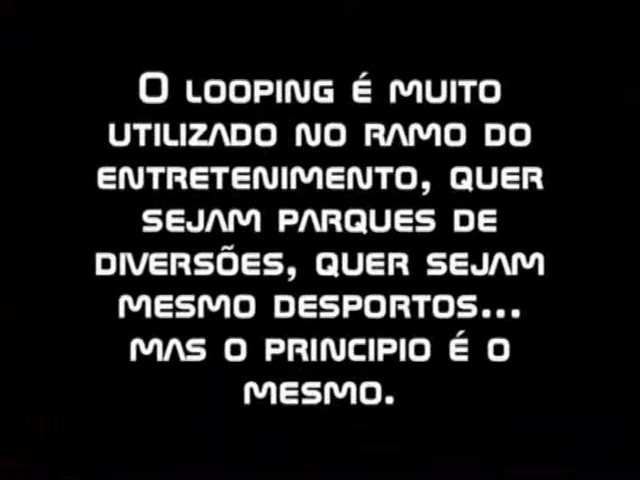 O LOOPING É MUITO
UTILIZADO NO RAMO DO
ENTRETENIMENTO, QUER
SEJAM PARQUES DE
DIVERSÕES, QUER SEJAM
MESMO DESPORTOS...
MAS O PRINCIPIO É O
MESMO.